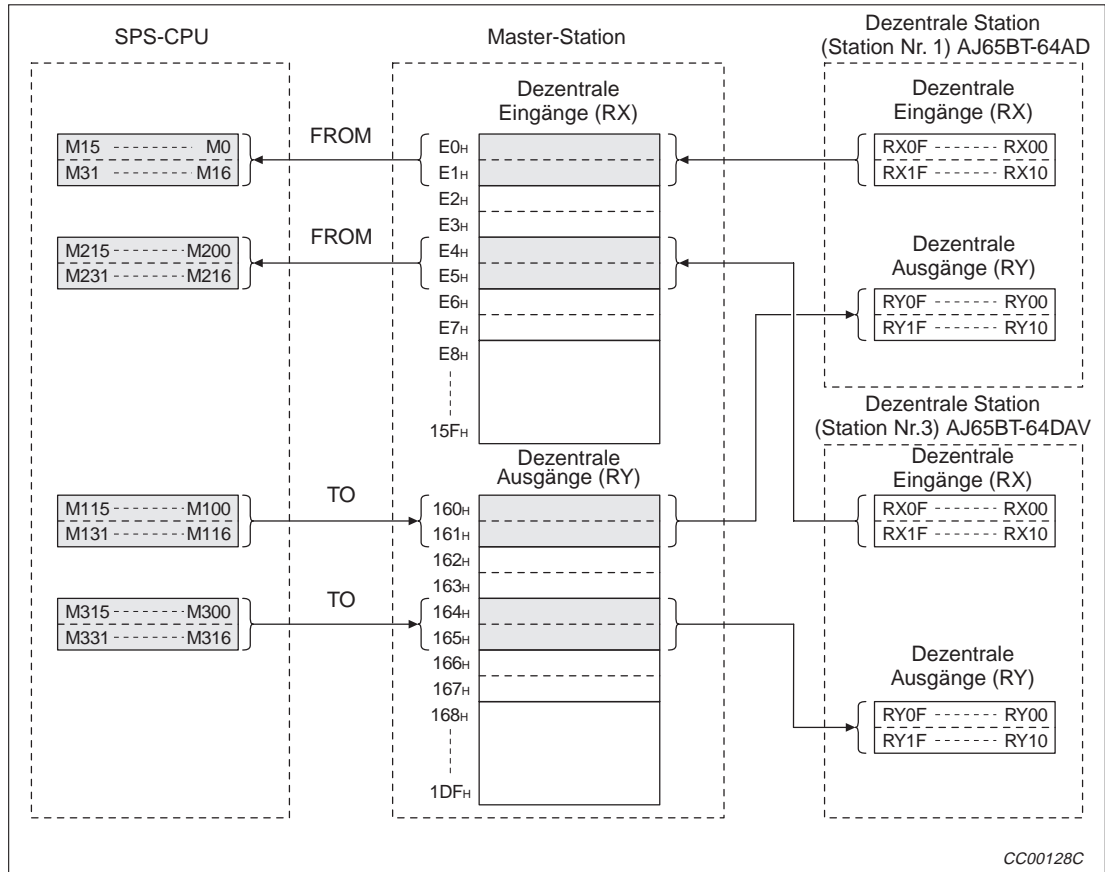 SPS-CPU
Master-Station
Dezentrale Station
(Station Nr. 1) AJ65BT-64AD
Dezentrale
Eingänge (RX)
Dezentrale
Eingänge (RX)
M15 M0
M31 M16
FROM
E0H
E1H
E2H
E3H
RX0F RX00
RX1F RX10
M215 M200
M231 M216
FROM
E4H
E5H
E6H
E7H
E8H
15FH
Dezentrale
Ausgänge (RY)
RY0F RY00
RY1F RY10
Dezentrale Station
(Station Nr.3) AJ65BT-64DAV
Dezentrale
Ausgänge (RY)
Dezentrale
Eingänge (RX)
M115 M100
M131 M116
TO
160H
161H
162H
163H
RX0F RX00
RX1F RX10
M315 M300
M331 M316
TO
164H
165H
166H
167H
168H
1DFH
Dezentrale
Ausgänge (RY)
RY0F RY00
RY1F RY10
CC00128C